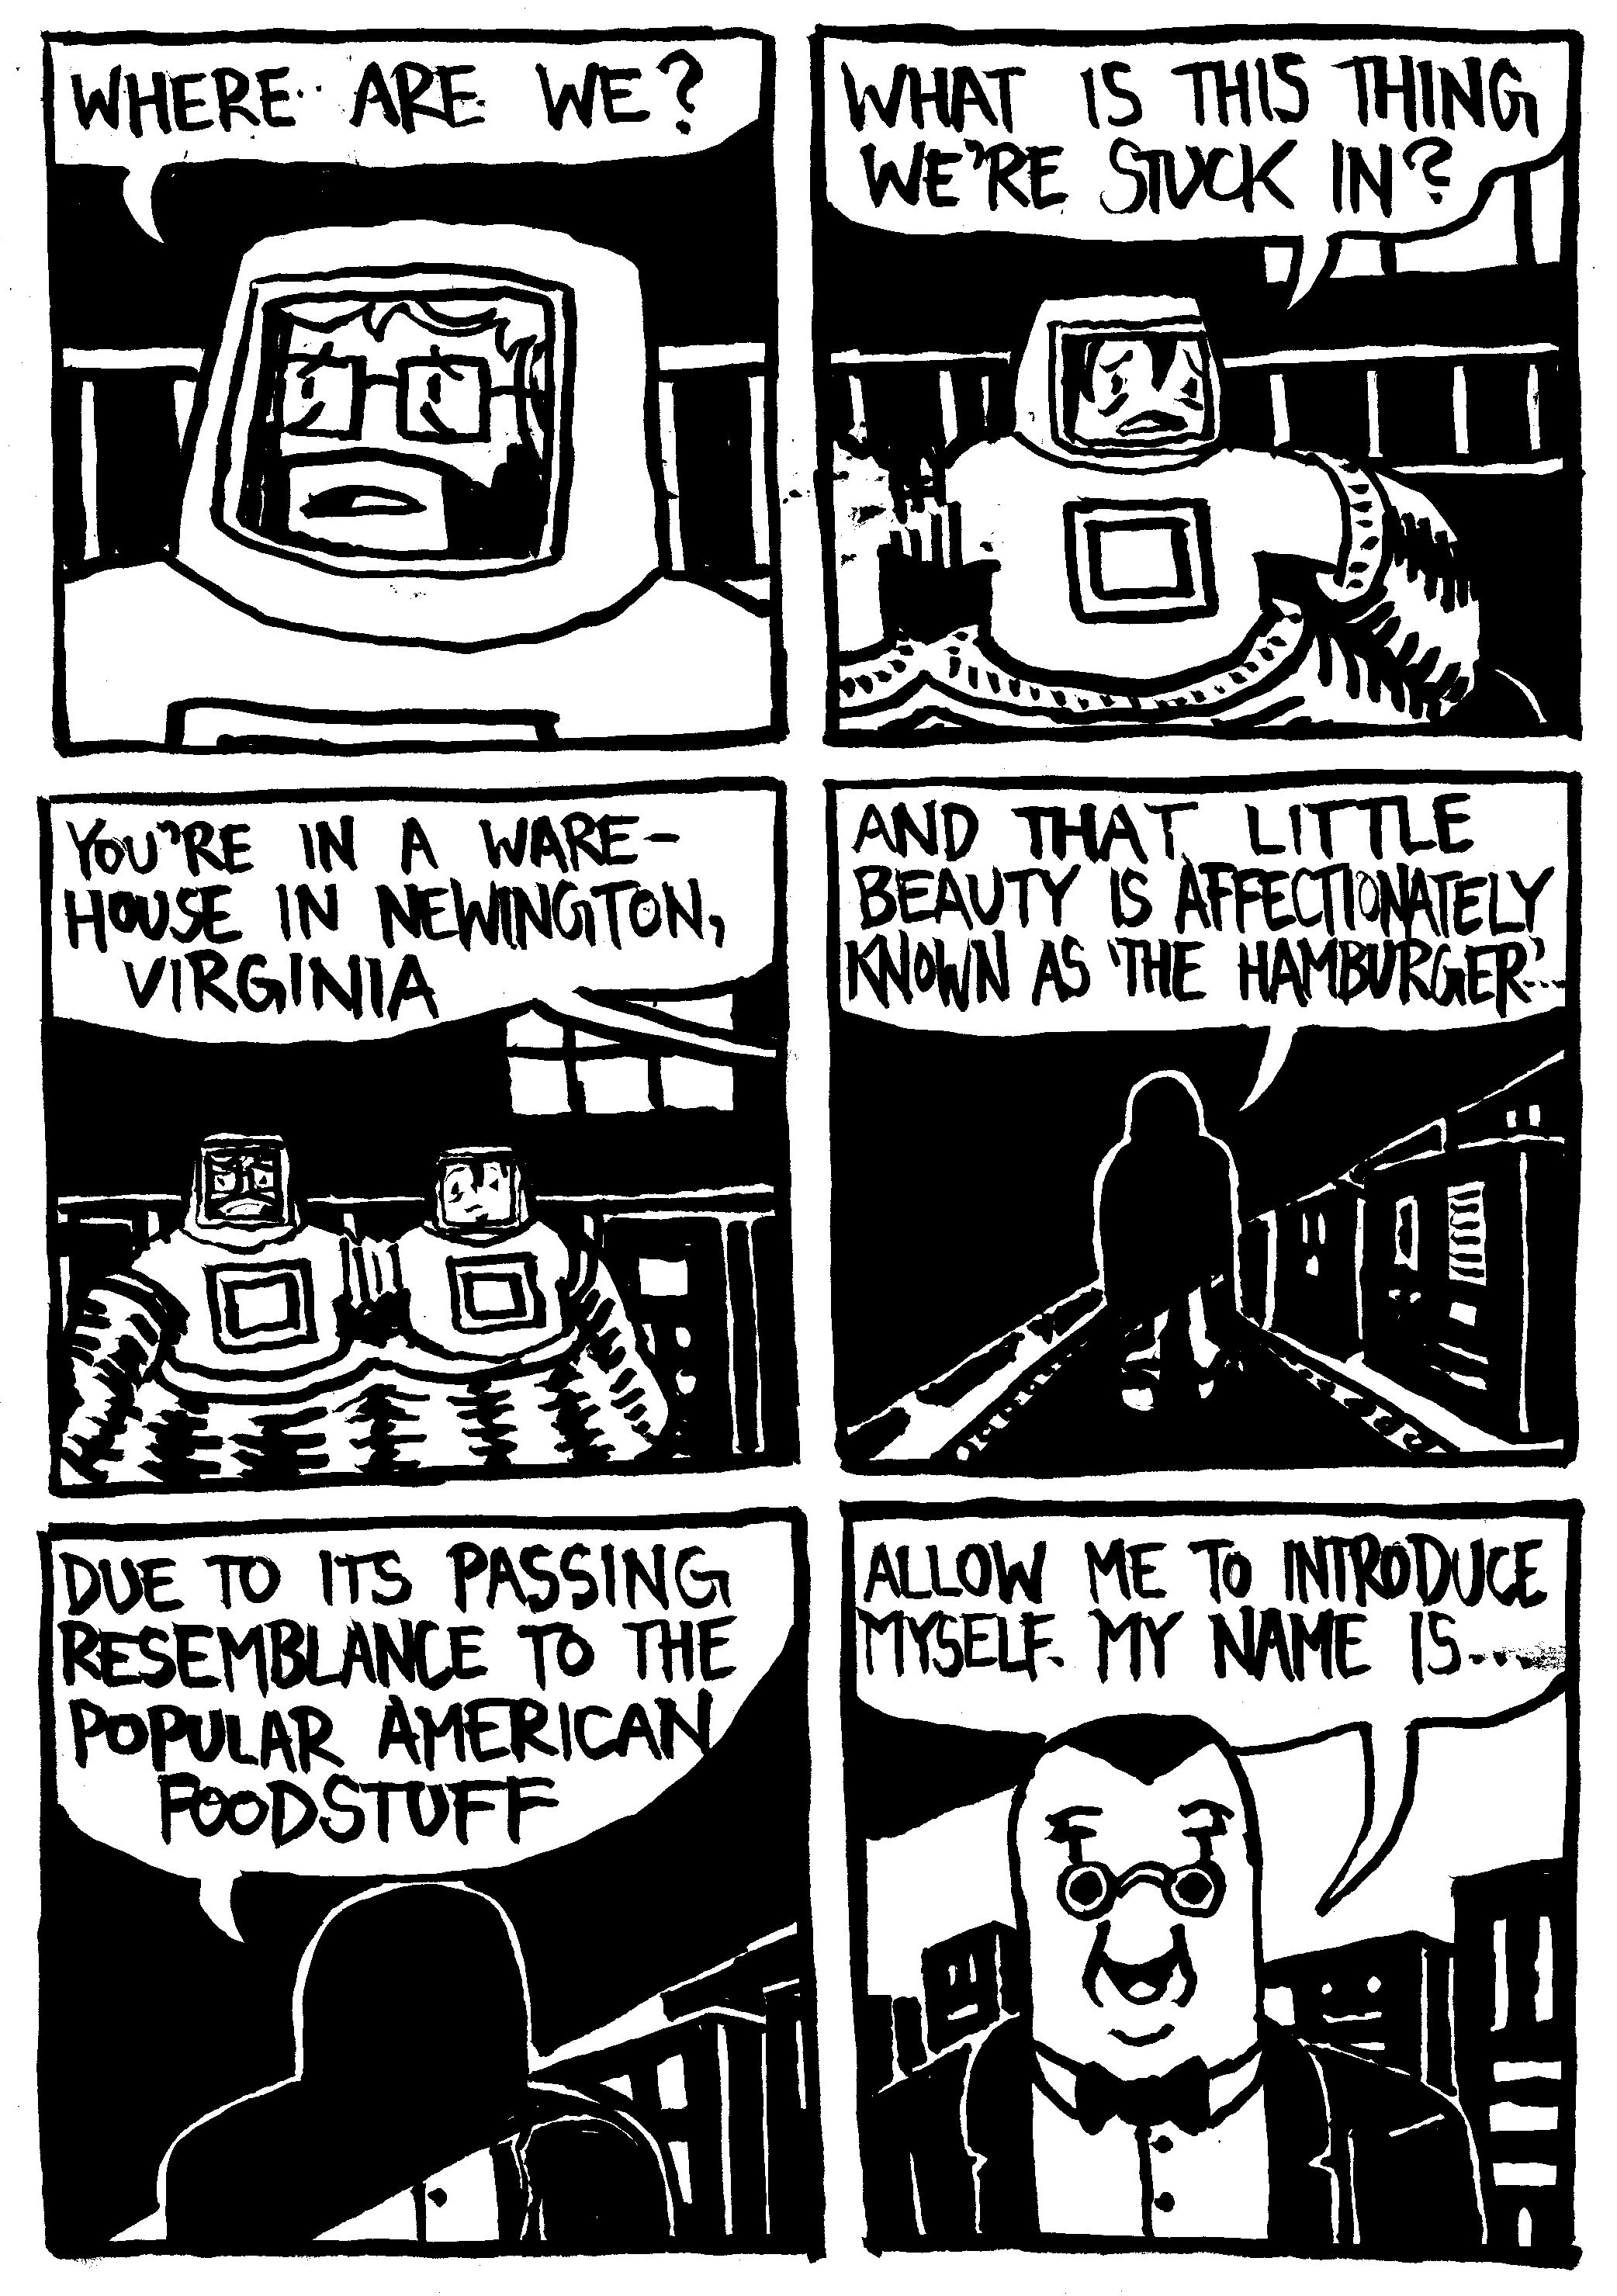 WHERE ARE WE?
WHAT IS THIS THING
WE'RE STUCK IN?
YOU'RE IN A WARE-
HOUSE IN NEWINGTON,
VIRGINIA
AND THAT LITTLE
BEAUTY IS AFFECTIONATELY
KNOWN AS 'THE HAMBURGER'...
DUE TO ITS PASSING
RESEMBLANCE TO THE
POPULAR AMERICAN
FOODSTUFF
ALLOW ME TO INTRODUCE
MYSELF. MY NAME IS....